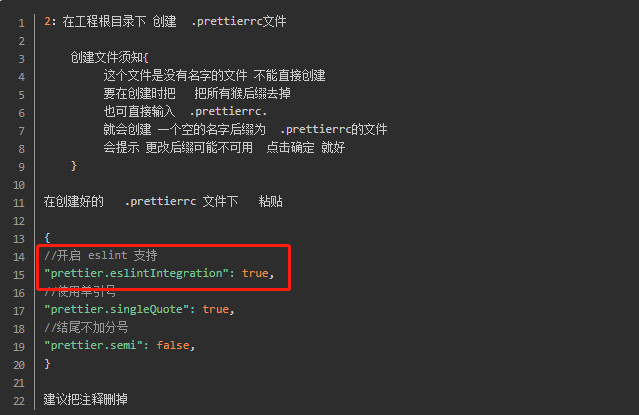 1 2: 在工程根目录下 创建 .prettierrc文件
2
3 创建文件须知{
4 这个文件是没有名字的文件 不能直接创建
5 要在创建时把 把所有猴后缀去掉
6 也可直接输入 .prettierrc.
7 就会创建 一个空的名字后缀为 .prettierrc的文件
8 会提示 更改后缀可能不可用 点击确定 就好
9 }
10
11 在创建好的 .prettierrc 文件下 粘贴
12
13 {
14 //开启 eslint 支持
15 "prettier.eslintIntegration": true,
16 //使用单引号
17 "prettier.singleQuote": true,
18 //结尾不加分号
19 "prettier.semi": false,
20 }
21
22 建议把注释删掉